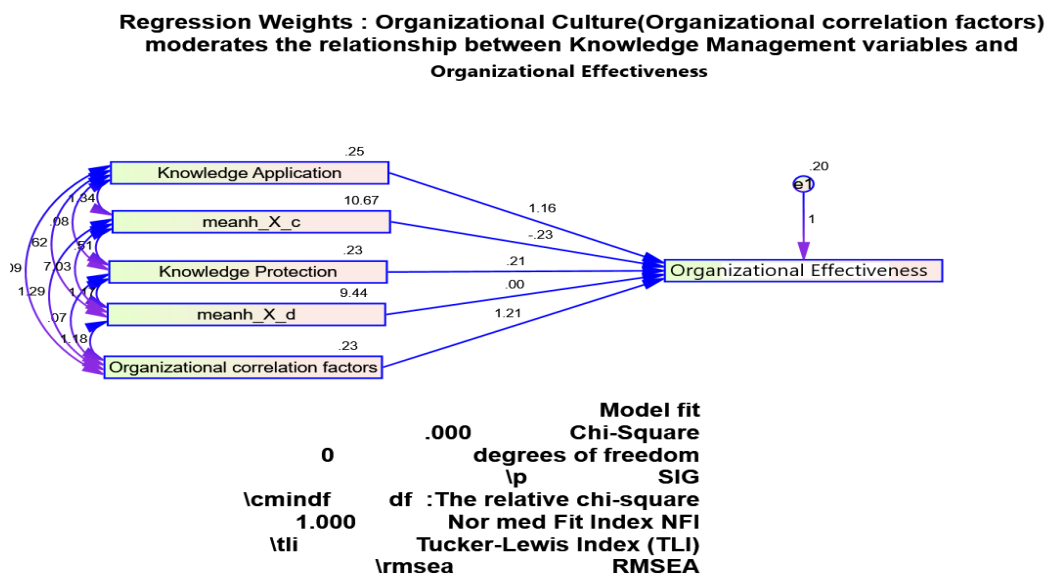 Regression Weights : Organizational Culture(Organizational correlation factors)
moderates the relationship between Knowledge Management variables and
Organizational Effectiveness
.25
Knowledge Application
10.67
meanh_X_c
.23
Knowledge Protection
9.44
meanh_X_d
.23
Organizational correlation factors
1.34
.08
.62
.51
.09
7.03
1.29
1.17
.07
1.18
1.16
-.23
.21
.00
1.21
.20
e1
1
Organizational Effectiveness
Model fit
.000 Chi-Square
0 degrees of freedom
\p SIG
\cmindf df :The relative chi-square
1.000 Nor med Fit Index NFI
\tli Tucker-Lewis Index (TLI)
\rmsea RMSEA